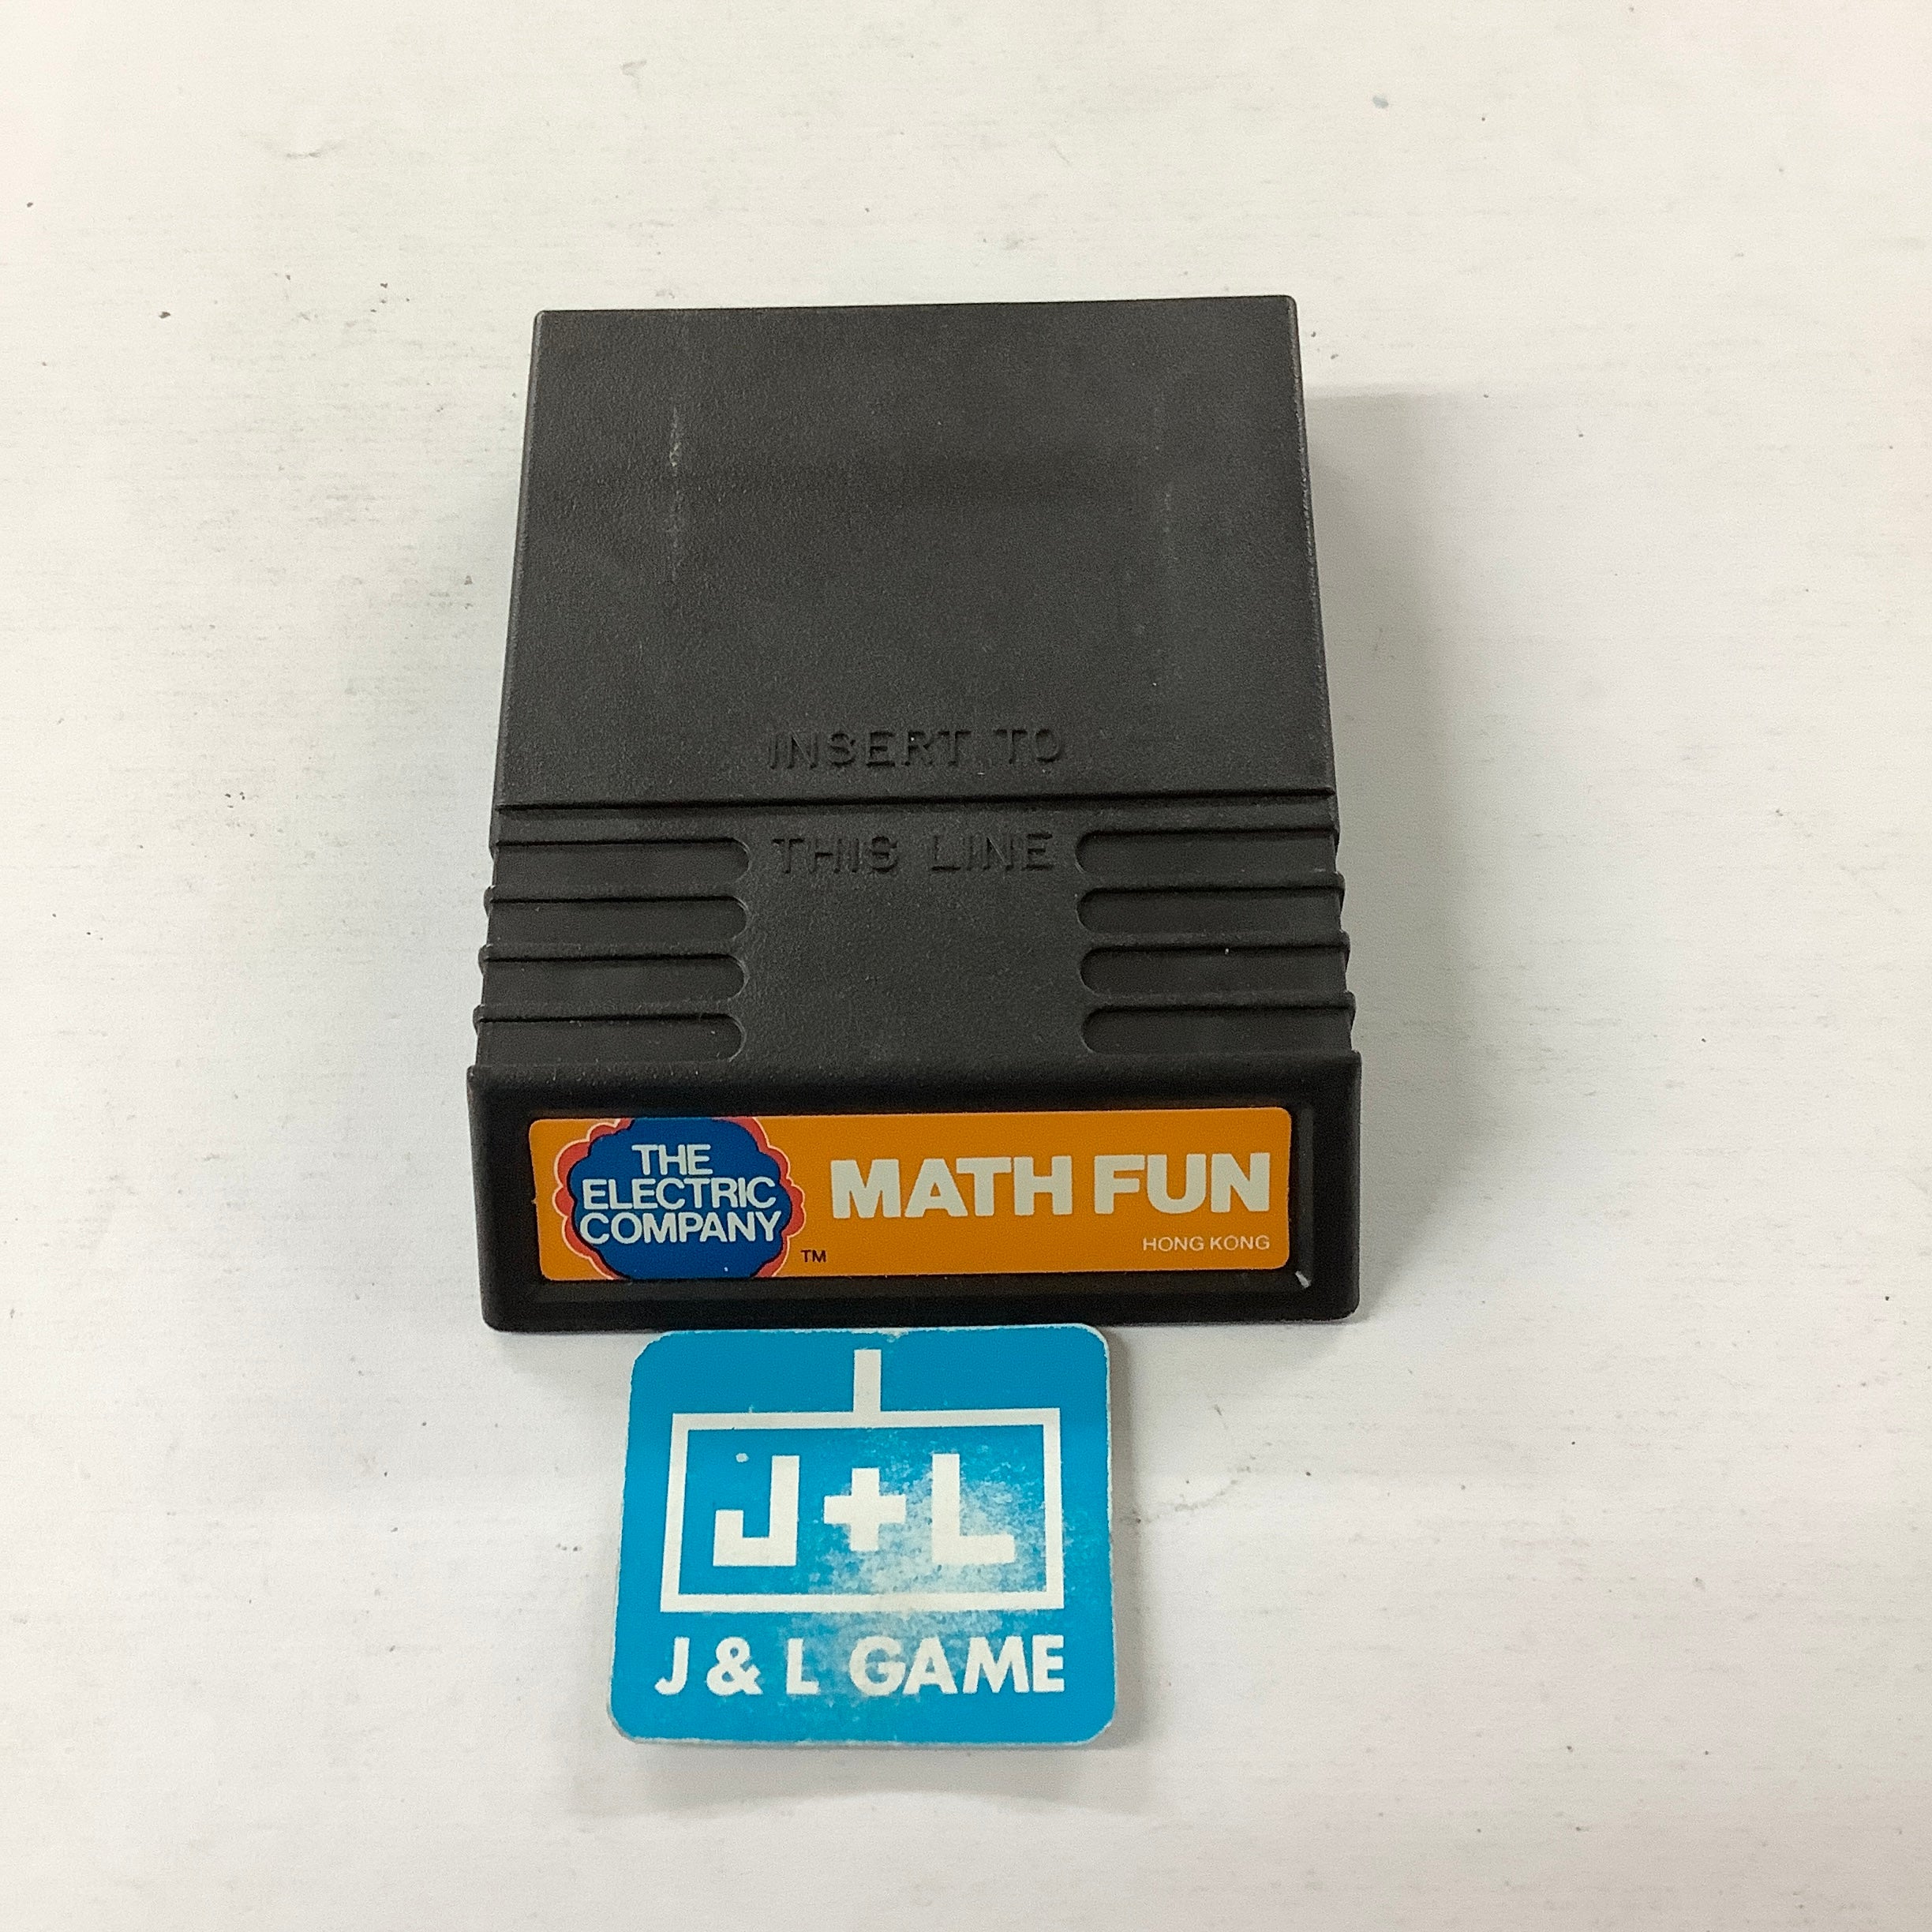 INSERT TO
THIS LINE
THE
ELECTRIC
COMPANY
TM
MATH FUN
HONG KONG
J+L
J & L GAME